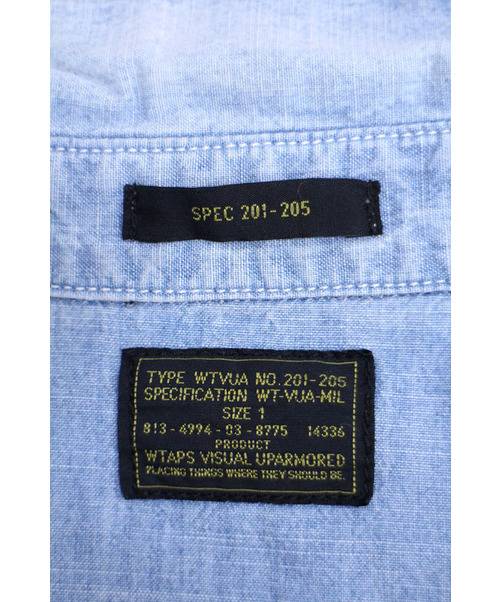 SPEC 201-205
TYPE WTVUA NO.201-205
SPECIFICATION WT-VUA-MIL
SIZE 1
813-4994-03-8775 14336
PRODUCT
WTAPS VISUAL UPARMORED
PLACING THINGS WHERE THEY SHOULD BE.